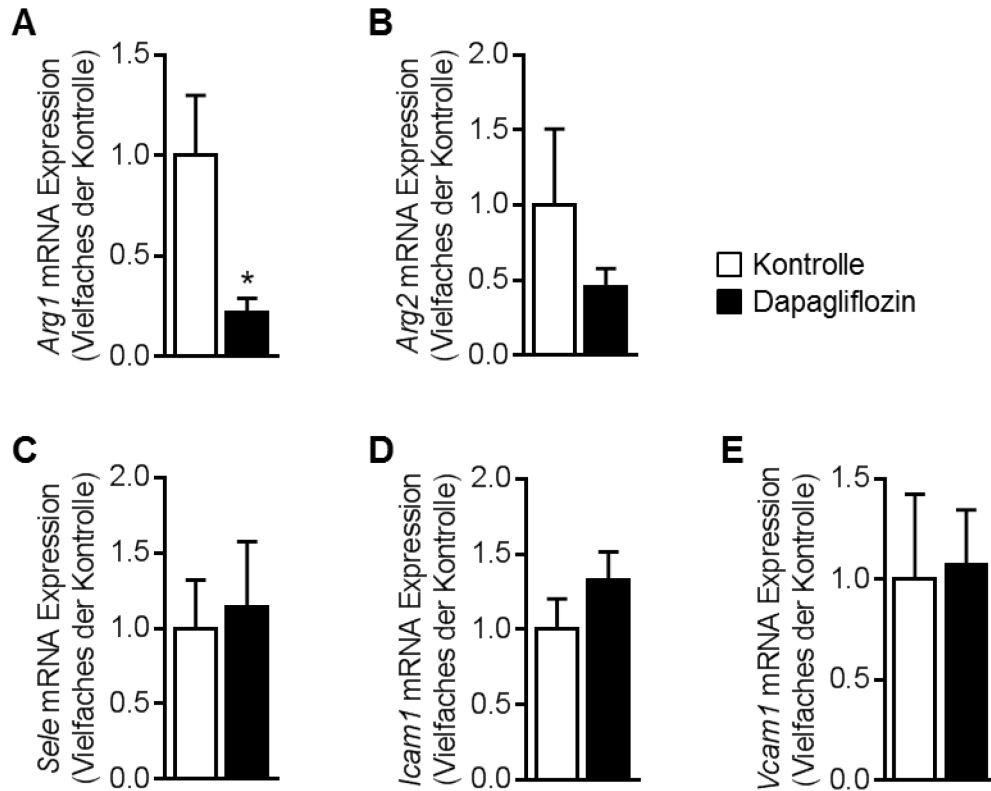 A
Arg1 mRNA Expression
(Vielfaches der Kontrolle)
1.5
1.0
0.5
0.0
*
B
Arg2 mRNA Expression
(Vielfaches der Kontrolle)
2.0
1.5
1.0
0.5
0.0
Kontrolle
Dapagliflozin
C
Sele mRNA Expression
(Vielfaches der Kontrolle)
2.0
1.5
1.0
0.5
0.0
D
Icam1 mRNA Expression
(Vielfaches der Kontrolle)
2.0
1.5
1.0
0.5
0.0
E
Vcam1 mRNA Expression
(Vielfaches der Kontrolle)
1.5
1.0
0.5
0.0